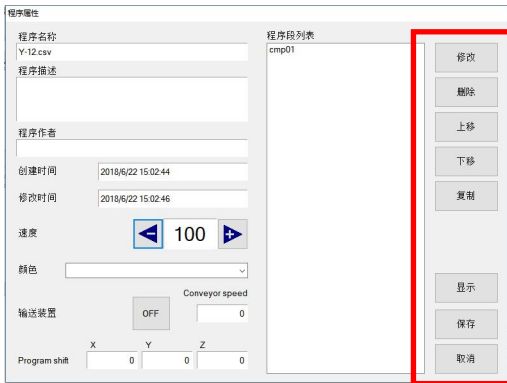 程序属性
程序名称
Y-12.csv
程序描述
程序作者
创建时间
2018/6/22 15:02:44
修改时间
2018/6/22 15:02:46
速度
100
颜色
Conveyor speed
输送装置
OFF
0
X Y Z
Program shift 0 0 0
程序段列表
cmp01
修改
删除
上移
下移
复制
显示
保存
取消